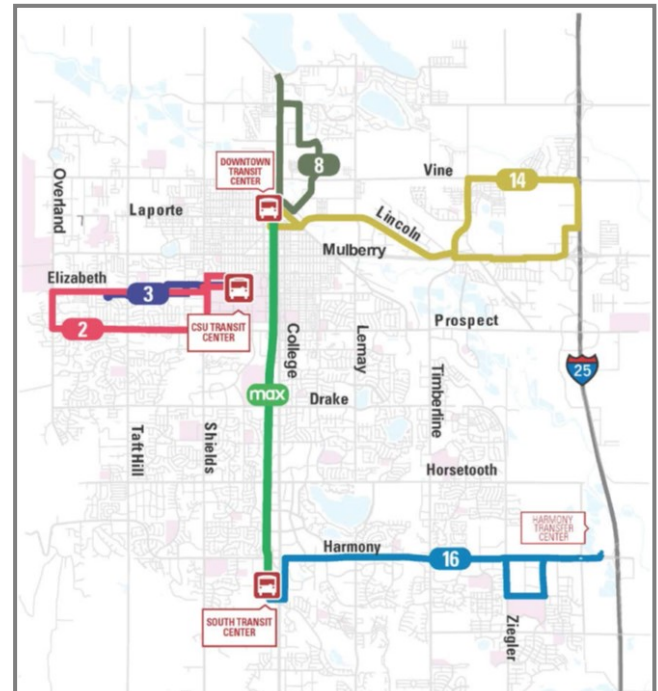 DOWNTOWN
TRANSIT
CENTER
8
Vine
14
Overland
Laporte
Lincoln
Mulberry
Elizabeth
3
2
CSU TRANSIT
CENTER
College
Lemay
Prospect
Timberline
25
max
Drake
Taft Hill
Shields
Horsetooth
HARMONY
TRANSFER
CENTER
Harmony
16
SOUTH TRANSIT
CENTER
Ziegler